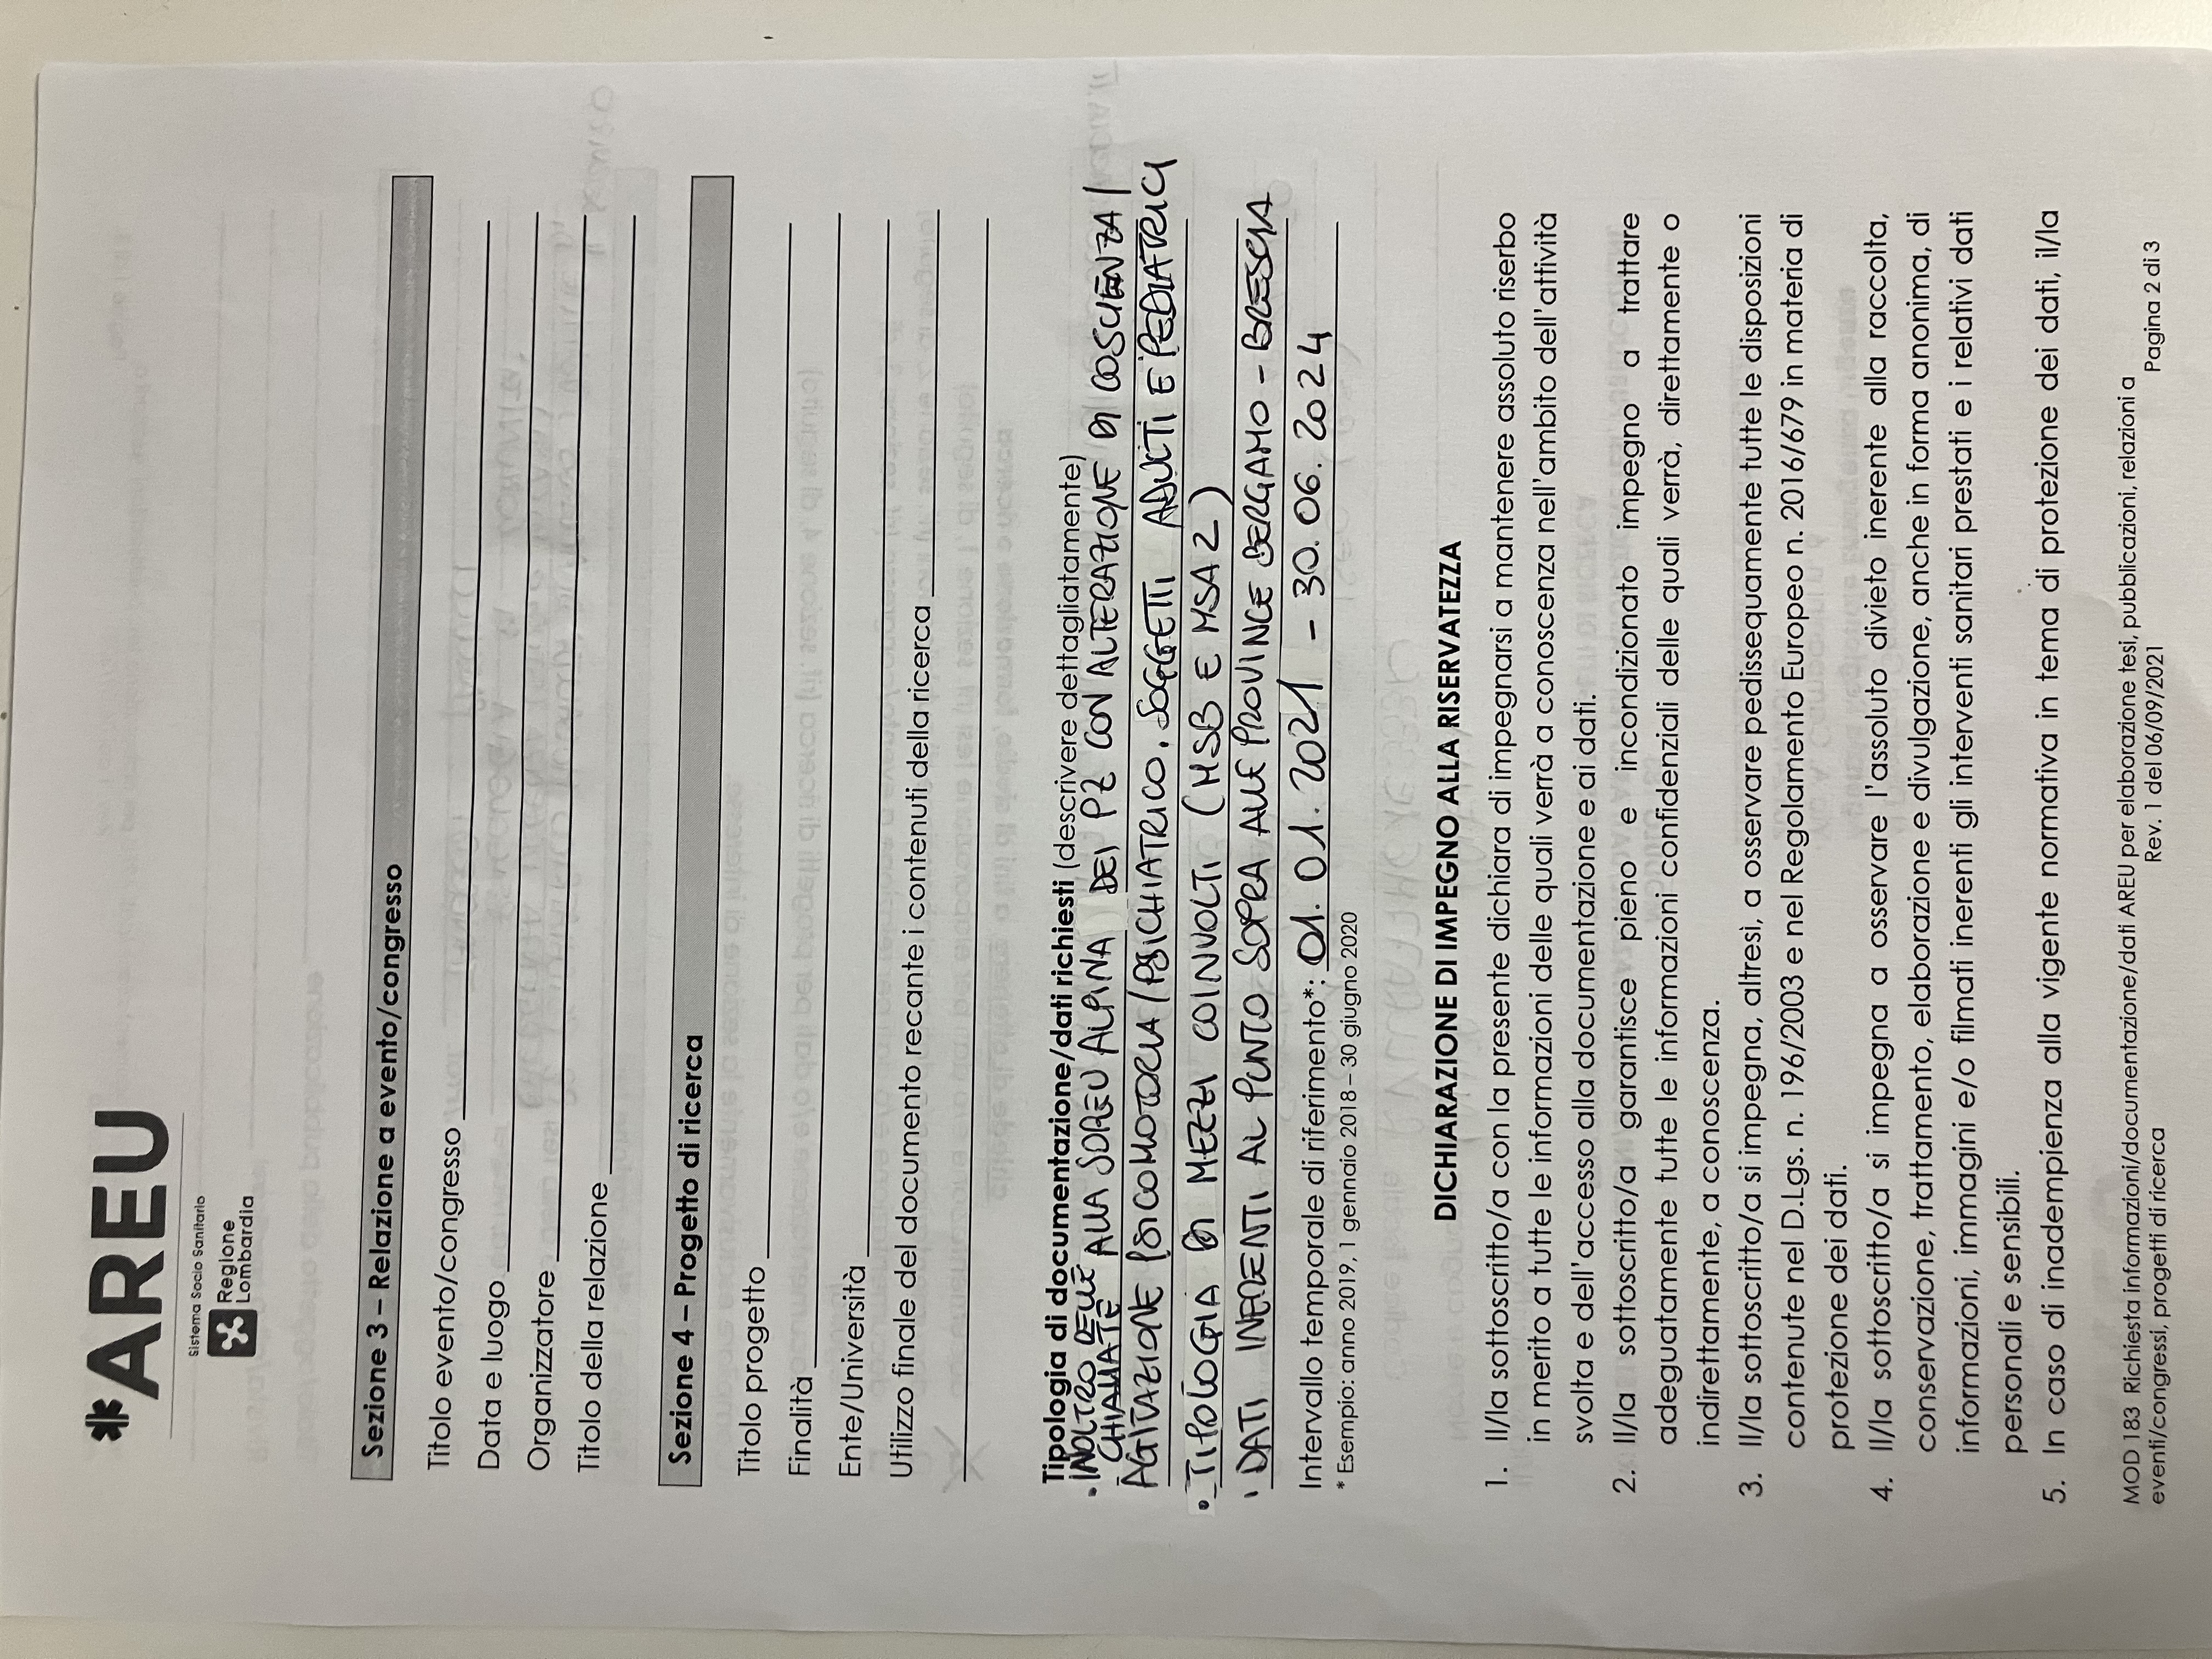 *AREU
Sistema Socio Sanitario
Regione
Lombardia
Sezione 3 – Relazione a evento/congresso
Titolo evento/congresso
Data e luogo
Organizzatore
Titolo della relazione
Sezione 4 – Progetto di ricerca
Titolo progetto
Finalità
Ente/Università
Utilizzo finale del documento recante i contenuti della ricerca
Tipologia di documentazione/dati richiesti (descrivere dettagliatamente)
• INOLTRO DELLE CHIAMATE ALLA SOREU ALPINA DEI PZ CON ALTERAZIONE DI COSCIENZA /
AGITAZIONE PSICOMOTORIA / PSICHIATRICO. SOGGETTI ADULTI E PEDIATRICI
• TIPOLOGIA DI MEZZI COINVOLTI (MSB E MSA2)
• DATI INERENTI AL PUNTO SOPRA ALLE PROVINCE BERGAMO - BRESCIA
Intervallo temporale di riferimento*: 01. 01. 2021 - 30. 06. 2024
* Esempio: anno 2019, 1 gennaio 2018 – 30 giugno 2020
DICHIARAZIONE DI IMPEGNO ALLA RISERVATEZZA
1. Il/la sottoscritto/a con la presente dichiara di impegnarsi a mantenere assoluto riserbo
in merito a tutte le informazioni delle quali verrà a conoscenza nell'ambito dell'attività
svolta e dell'accesso alla documentazione e ai dati.
2. Il/la sottoscritto/a garantisce pieno e incondizionato impegno a trattare
adeguatamente tutte le informazioni confidenziali delle quali verrà, direttamente o
indirettamente, a conoscenza.
3. Il/la sottoscritto/a si impegna, altresì, a osservare pedissequamente tutte le disposizioni
contenute nel D.Lgs. n. 196/2003 e nel Regolamento Europeo n. 2016/679 in materia di
protezione dei dati.
4. Il/la sottoscritto/a si impegna a osservare l'assoluto divieto inerente alla raccolta,
conservazione, trattamento, elaborazione e divulgazione, anche in forma anonima, di
informazioni, immagini e/o filmati inerenti gli interventi sanitari prestati e i relativi dati
personali e sensibili.
5. In caso di inadempienza alla vigente normativa in tema di protezione dei dati, il/la
MOD 183 Richiesta informazioni/documentazione/dati AREU per elaborazione tesi, pubblicazioni, relazioni a
eventi/congressi, progetti di ricerca Rev. 1 del 06/09/2021 Pagina 2 di 3